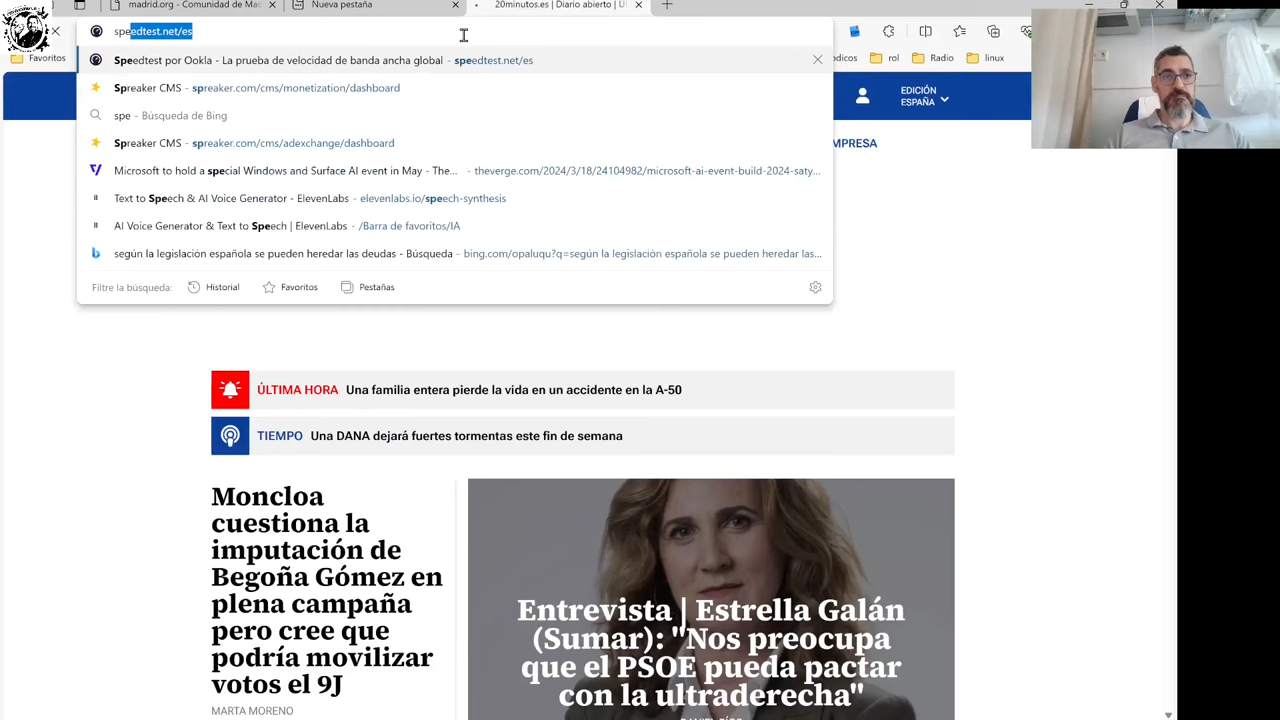 madrid.org - Comunidad de Mad
Nueva pestaña
20minutos.es | Diario abierto | Úl
speedtest.net/es
Favoritos
ódicos
rol
Radio
linux
Speedtest por Ookla - La prueba de velocidad de banda ancha global - speedtest.net/es
Spreaker CMS - spreaker.com/cms/monetization/dashboard
spe - Búsqueda de Bing
Spreaker CMS - spreaker.com/cms/adexchange/dashboard
Microsoft to hold a special Windows and Surface AI event in May - The... - theverge.com/2024/3/18/24104982/microsoft-ai-event-build-2024-saty...
Text to Speech & AI Voice Generator - ElevenLabs - elevenlabs.io/speech-synthesis
AI Voice Generator & Text to Speech | ElevenLabs - /Barra de favoritos/IA
según la legislación española se pueden heredar las deudas - Búsqueda - bing.com/opaluqu?q=según la legislación española se pueden heredar las...
Filtre la búsqueda:
Historial
Favoritos
Pestañas
EDICIÓN
ESPAÑA
MPRESA
ÚLTIMA HORA Una familia entera pierde la vida en un accidente en la A-50
TIEMPO Una DANA dejará fuertes tormentas este fin de semana
Moncloa
cuestiona la
imputación de
Begoña Gómez en
plena campaña
pero cree que
podría movilizar
votos el 9J
MARTA MORENO
Entrevista | Estrella Galán
(Sumar): "Nos preocupa
que el PSOE pueda pactar
con la ultraderecha"